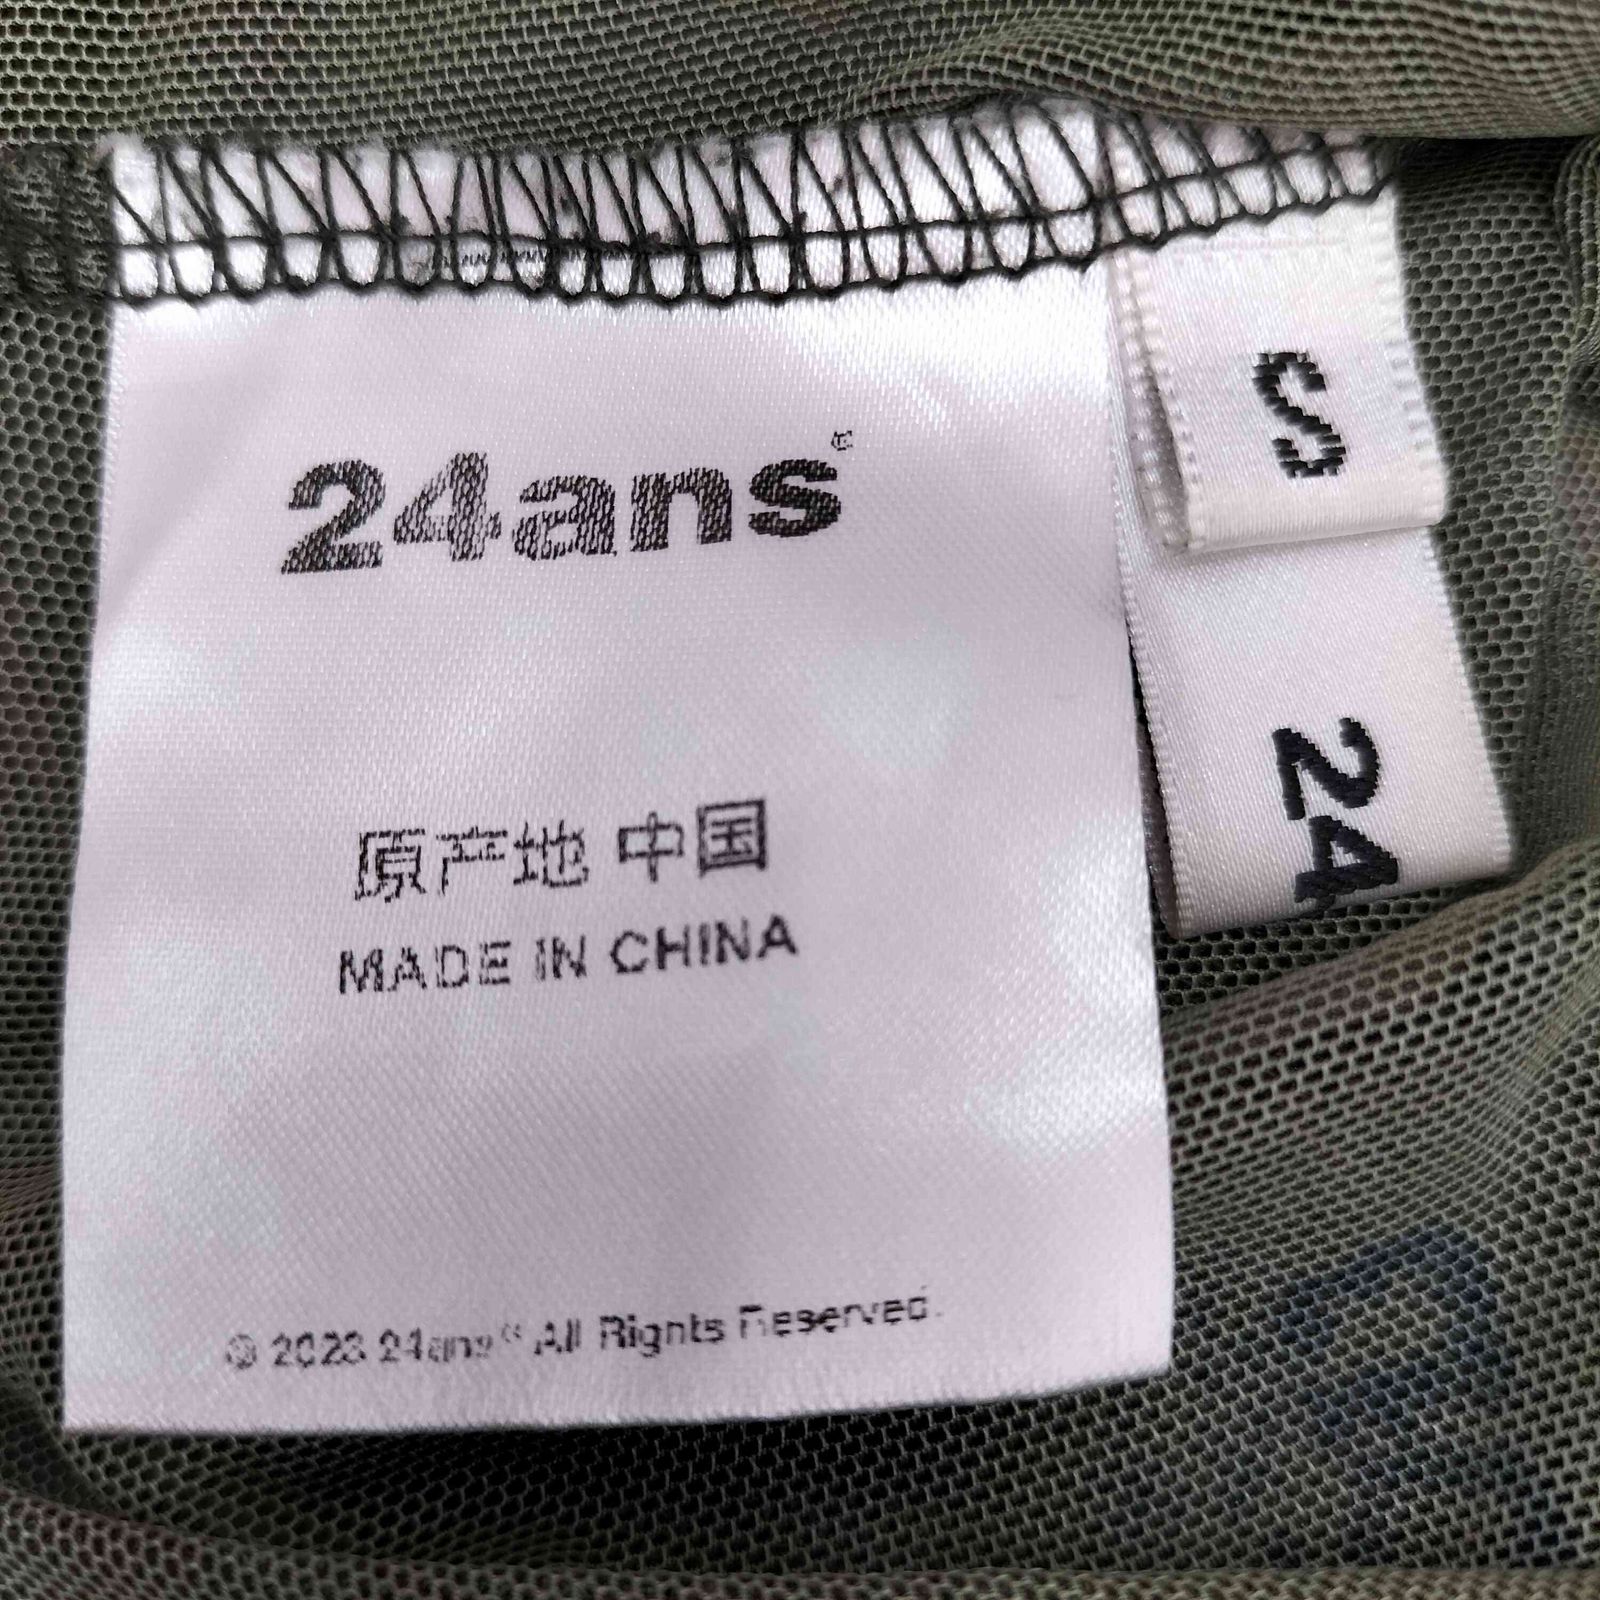 24ans®
原产地 中国
MADE IN CHINA
© 2023 24ans® All Rights Reserved.
S
24